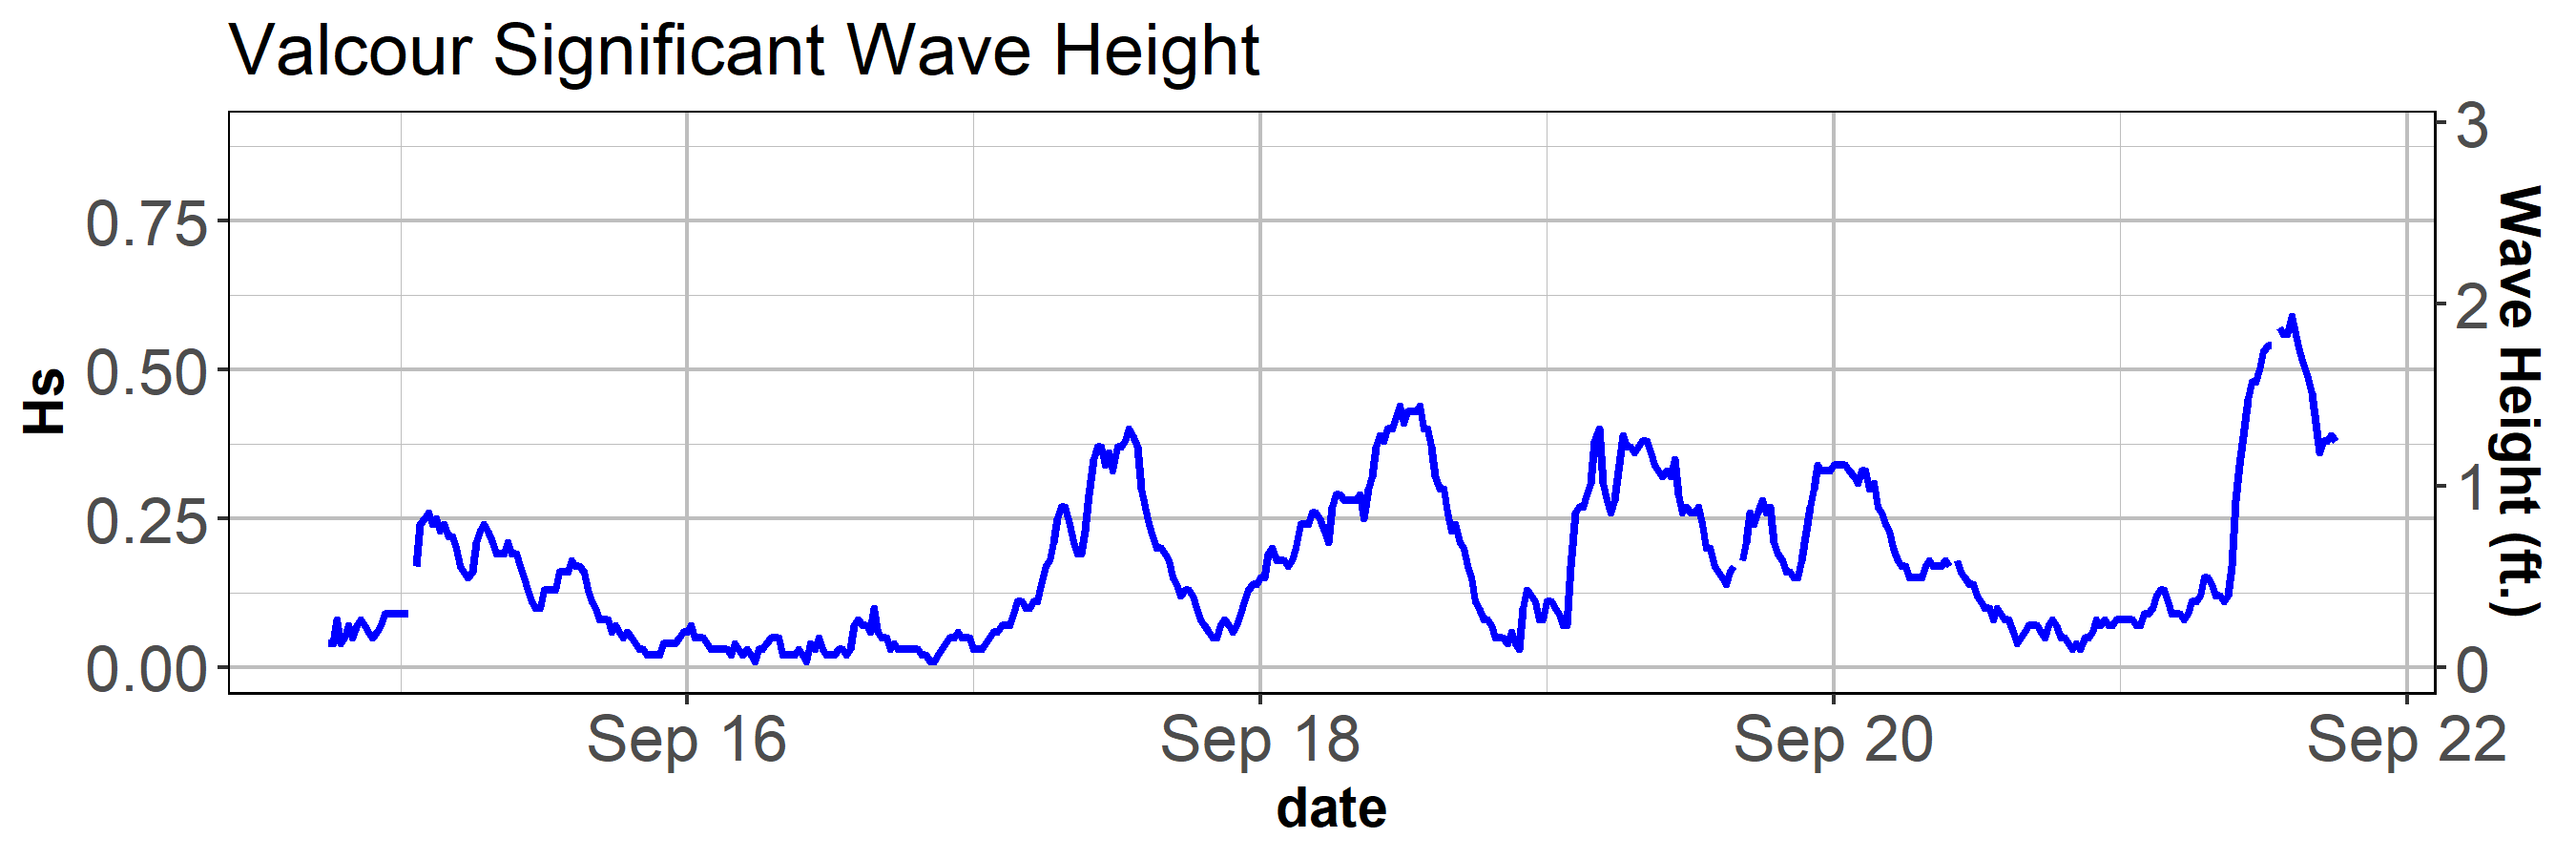 Valcour Significant Wave Height
3
0.75
2
0.50
1
0.25
0.00
0
Hs
Wave Height (ft.)
Sep 16
Sep 18
Sep 20
Sep 22
date